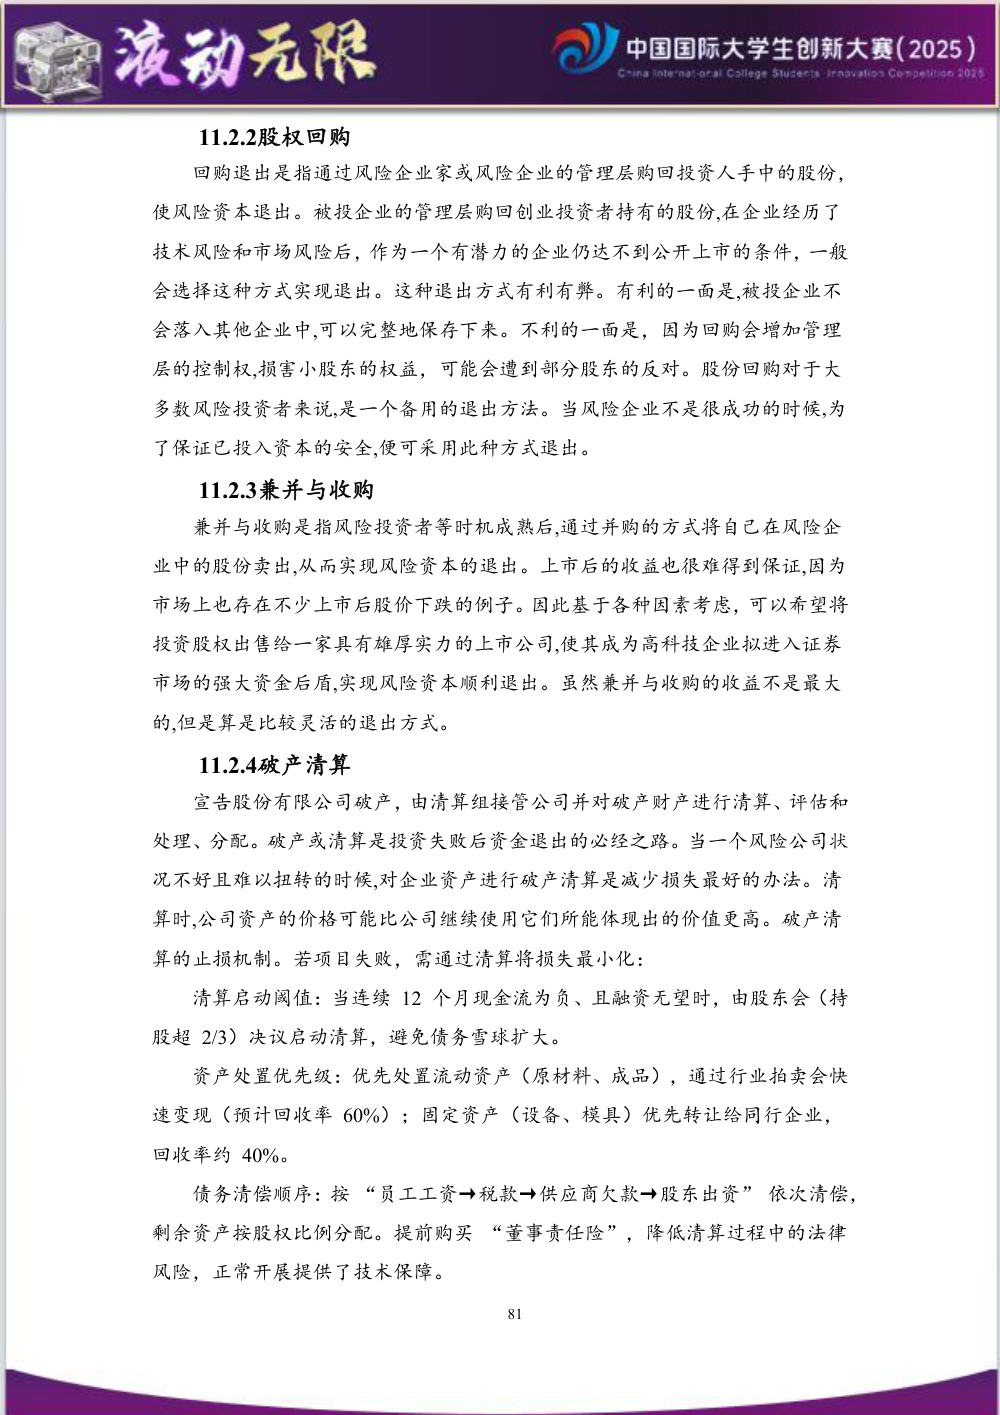 液动无限
中国国际大学生创新大赛(2025)
China International College Students Innovation Competition 2025
11.2.2股权回购
回购退出是指通过风险企业家或风险企业的管理层购回投资人手中的股份,
使风险资本退出。被投企业的管理层购回创业投资者持有的股份,在企业经历了
技术风险和市场风险后，作为一个有潜力的企业仍达不到公开上市的条件，一般
会选择这种方式实现退出。这种退出方式有利有弊。有利的一面是,被投企业不
会落入其他企业中,可以完整地保存下来。不利的一面是，因为回购会增加管理
层的控制权,损害小股东的权益，可能会遭到部分股东的反对。股份回购对于大
多数风险投资者来说,是一个备用的退出方法。当风险企业不是很成功的时候,为
了保证已投入资本的安全,便可采用此种方式退出。
11.2.3兼并与收购
兼并与收购是指风险投资者等时机成熟后,通过并购的方式将自己在风险企
业中的股份卖出,从而实现风险资本的退出。上市后的收益也很难得到保证,因为
市场上也存在不少上市后股价下跌的例子。因此基于各种因素考虑，可以希望将
投资股权出售给一家具有雄厚实力的上市公司,使其成为高科技企业拟进入证券
市场的强大资金后盾,实现风险资本顺利退出。虽然兼并与收购的收益不是最大
的,但是算是比较灵活的退出方式。
11.2.4破产清算
宣告股份有限公司破产，由清算组接管公司并对破产财产进行清算、评估和
处理、分配。破产或清算是投资失败后资金退出的必经之路。当一个风险公司状
况不好且难以扭转的时候,对企业资产进行破产清算是减少损失最好的办法。清
算时,公司资产的价格可能比公司继续使用它们所能体现出的价值更高。破产清
算的止损机制。若项目失败，需通过清算将损失最小化：
清算启动阈值：当连续 12 个月现金流为负、且融资无望时，由股东会（持
股超 2/3）决议启动清算，避免债务雪球扩大。
资产处置优先级：优先处置流动资产（原材料、成品），通过行业拍卖会快
速变现（预计回收率 60%）；固定资产（设备、模具）优先转让给同行企业，
回收率约 40%。
债务清偿顺序：按 “员工工资→税款→供应商欠款→股东出资” 依次清偿，
剩余资产按股权比例分配。提前购买 “董事责任险”，降低清算过程中的法律
风险，正常开展提供了技术保障。
81